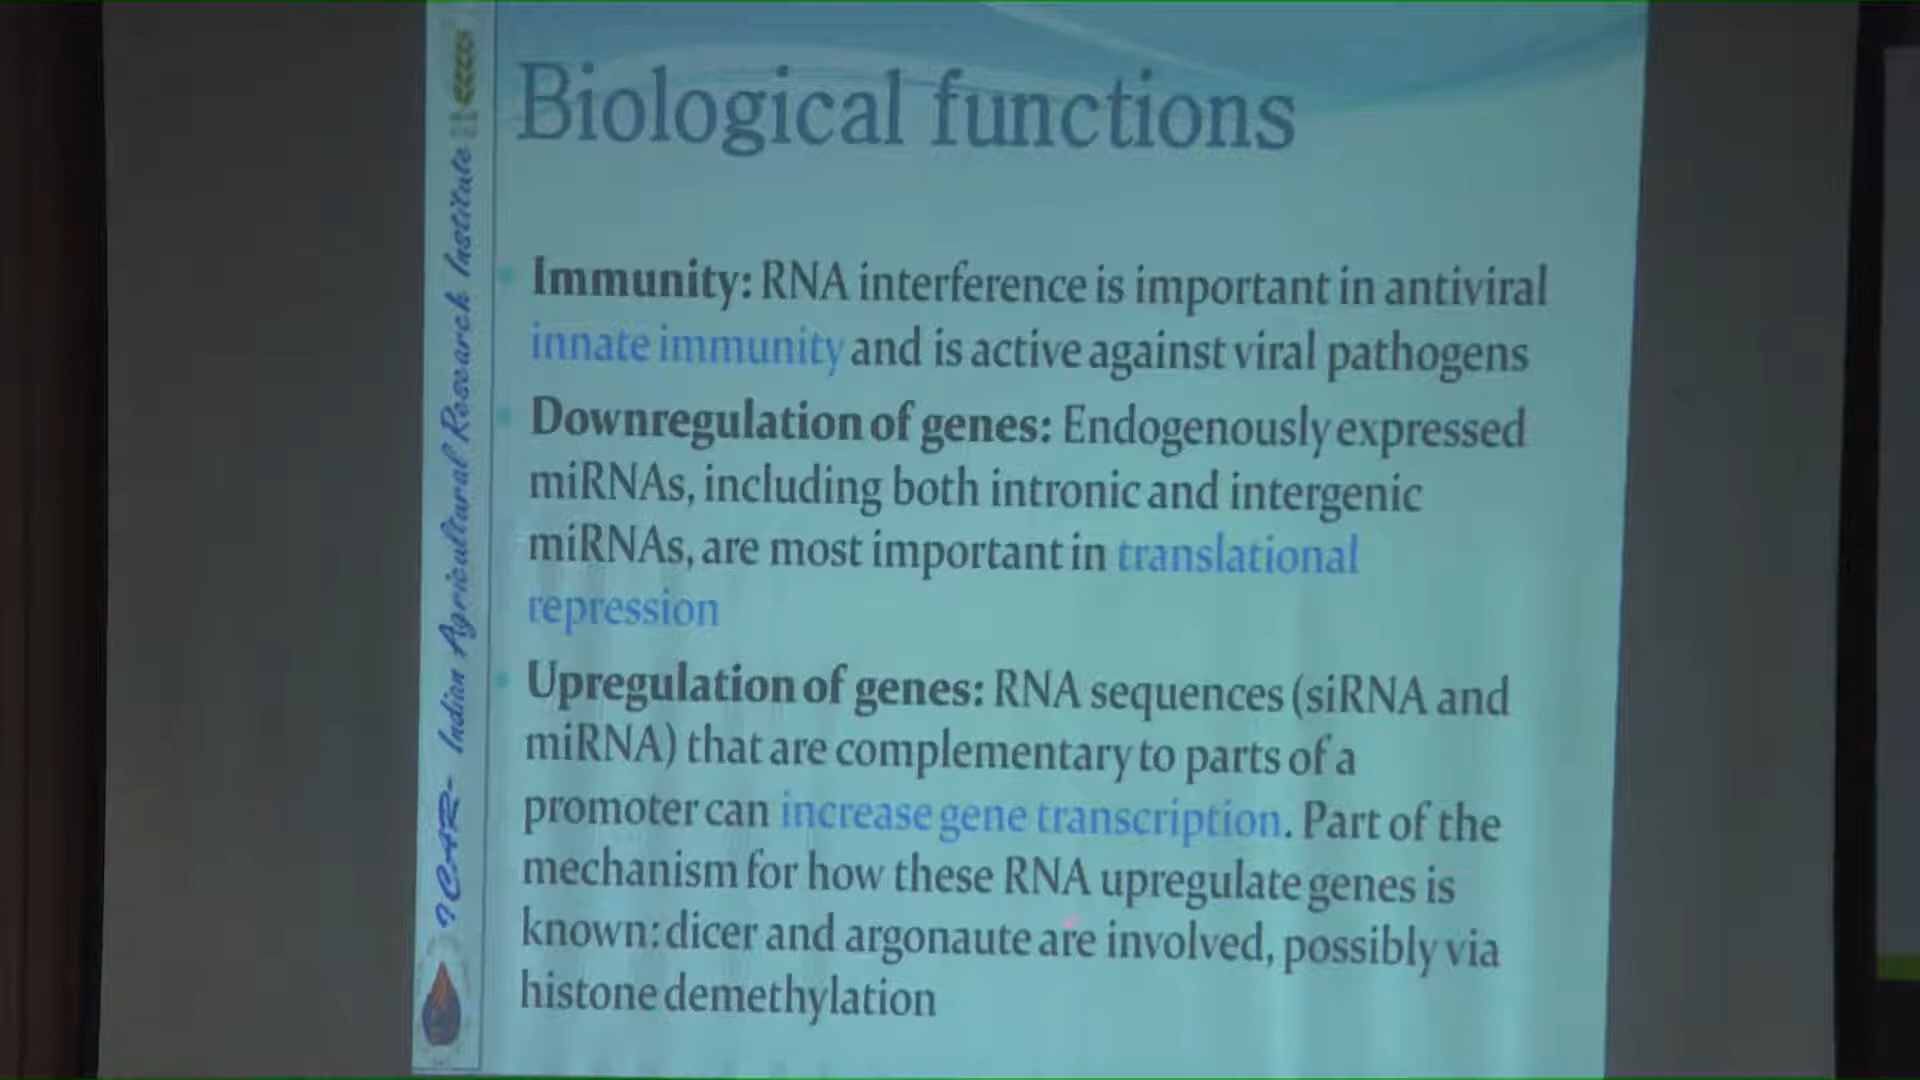 Biological functions
Immunity: RNA interference is important in antiviral
innate immunity and is active against viral pathogens
Downregulation of genes: Endogenously expressed
miRNAs, including both intronic and intergenic
miRNAs, are most important in translational
repression
Upregulation of genes: RNA sequences (siRNA and
miRNA) that are complementary to parts of a
promoter can increase gene transcription. Part of the
mechanism for how these RNA upregulate genes is
known: dicer and argonaute are involved, possibly via
histone demethylation
ICAR- Indian Agricultural Research Institute